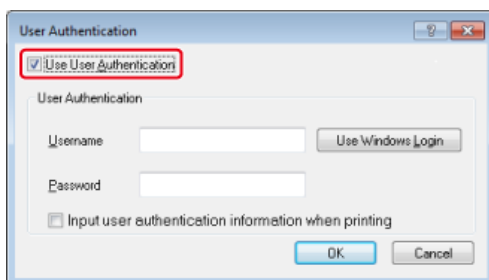 User Authentication
Use User Authentication
User Authentication
Username
Use Windows Login
Password
Input user authentication information when printing
OK Cancel